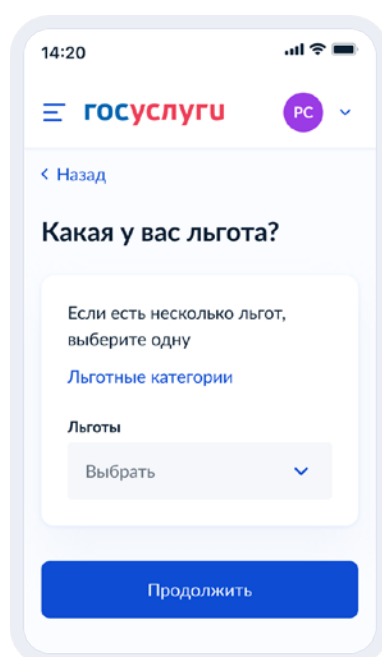 14:20
госуслуги
РС
Назад
Какая у вас льгота?
Если есть несколько льгот,
выберите одну
Льготные категории
Льготы
Выбрать
Продолжить